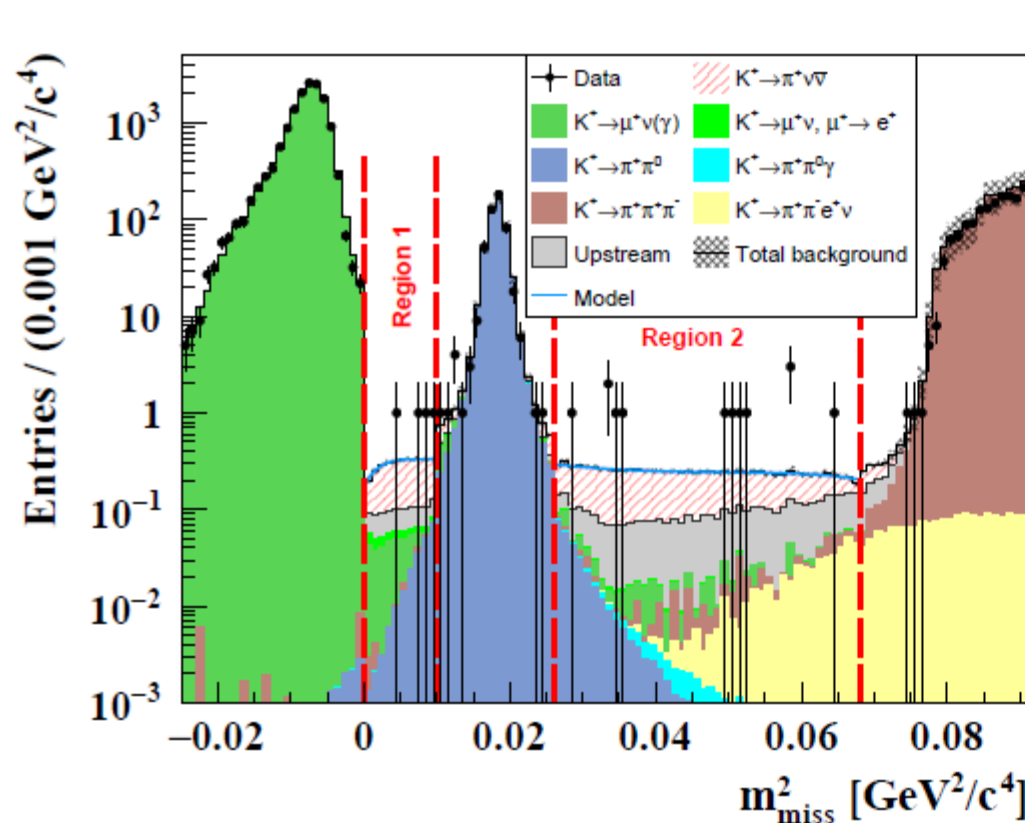 Entries / (0.001 GeV²/c⁴)
10³
10²
10
1
10⁻¹
10⁻²
10⁻³
Data
K⁺→π⁺νν̅
K⁺→μ⁺ν(γ)
K⁺→μ⁺ν, μ⁺→ e⁺
K⁺→π⁺π⁰
K⁺→π⁺π⁰γ
K⁺→π⁺π⁺π⁻
K⁺→π⁺π⁻e⁺ν
Upstream
Total background
Model
Region 1
Region 2
−0.02
0
0.02
0.04
0.06
0.08
m²miss [GeV²/c⁴]